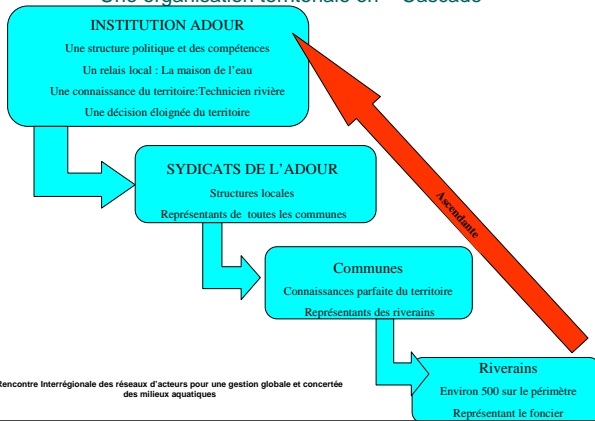 Une organisation territoriale en " Cascade "
INSTITUTION ADOUR
Une structure politique et des compétences
Un relais local : La maison de l'eau
Une connaissance du territoire:Technicien rivière
Une décision éloignée du territoire
SYDICATS DE L'ADOUR
Structures locales
Représentants de toutes les communes
Ascendante
Communes
Connaissances parfaite du territoire
Représentants des riverains
Riverains
Environ 500 sur le périmètre
Représentant le foncier
Rencontre Interrégionale des réseaux d'acteurs pour une gestion globale et concertée
des milieux aquatiques